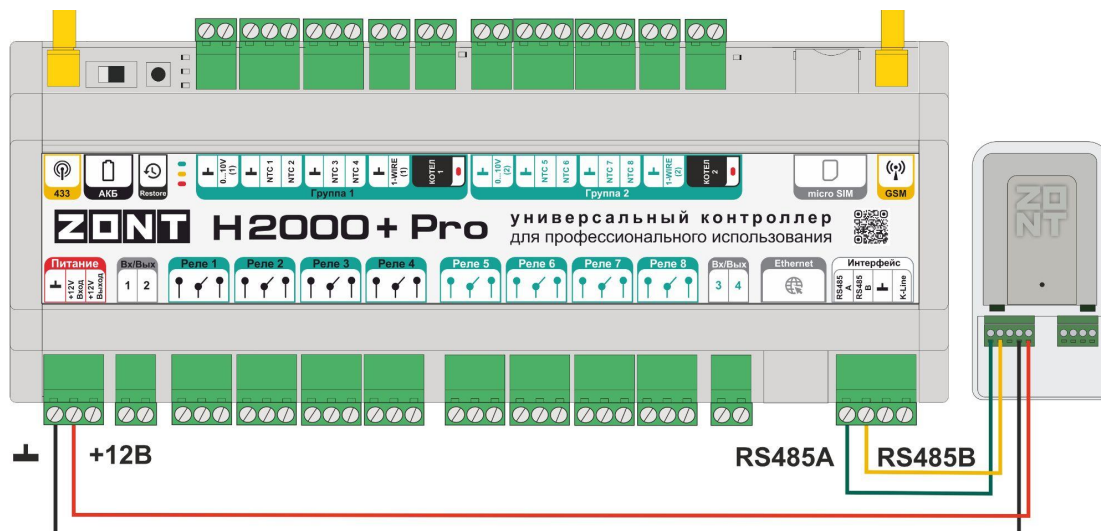 433
АКБ
Restore
0...10V (1)
NTC 1
NTC 2
NTC 3
NTC 4
1-WIRE (1)
КОТЕЛ 1
Группа 1
0...10V (2)
NTC 5
NTC 6
NTC 7
NTC 8
1-WIRE (2)
КОТЕЛ 2
Группа 2
micro SIM
GSM
ZONT H2000+ Pro
универсальный контроллер
для профессионального использования
ZONT
Питание
+12V Вход
+12V Выход
Вх/Вых
1 2
Реле 1
Реле 2
Реле 3
Реле 4
Реле 5
Реле 6
Реле 7
Реле 8
Вх/Вых
3 4
Ethernet
Интерфейс
RS485 A
RS485 B
K-Line
+12В
RS485A
RS485B